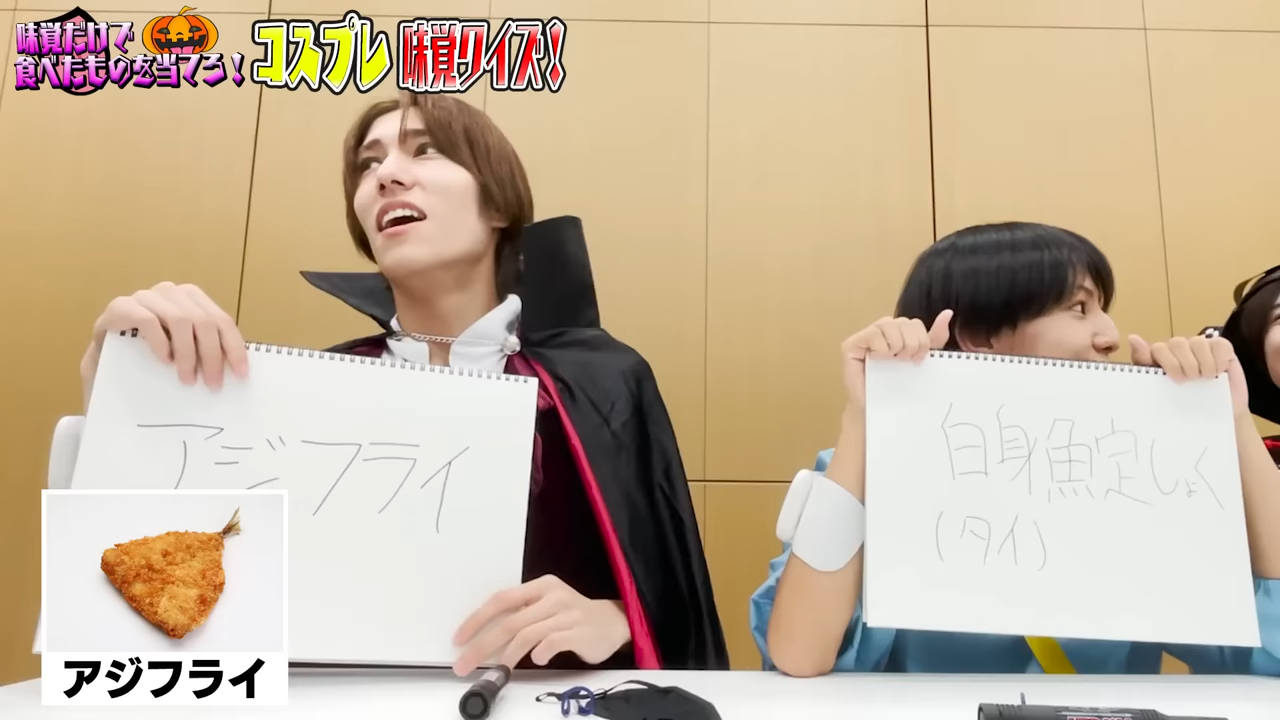 味覚だけで
食べたもの を当てろ!
コスプレ 味覚クイズ!
アジフライ
白身魚定しょく
(タイ)
アジフライ